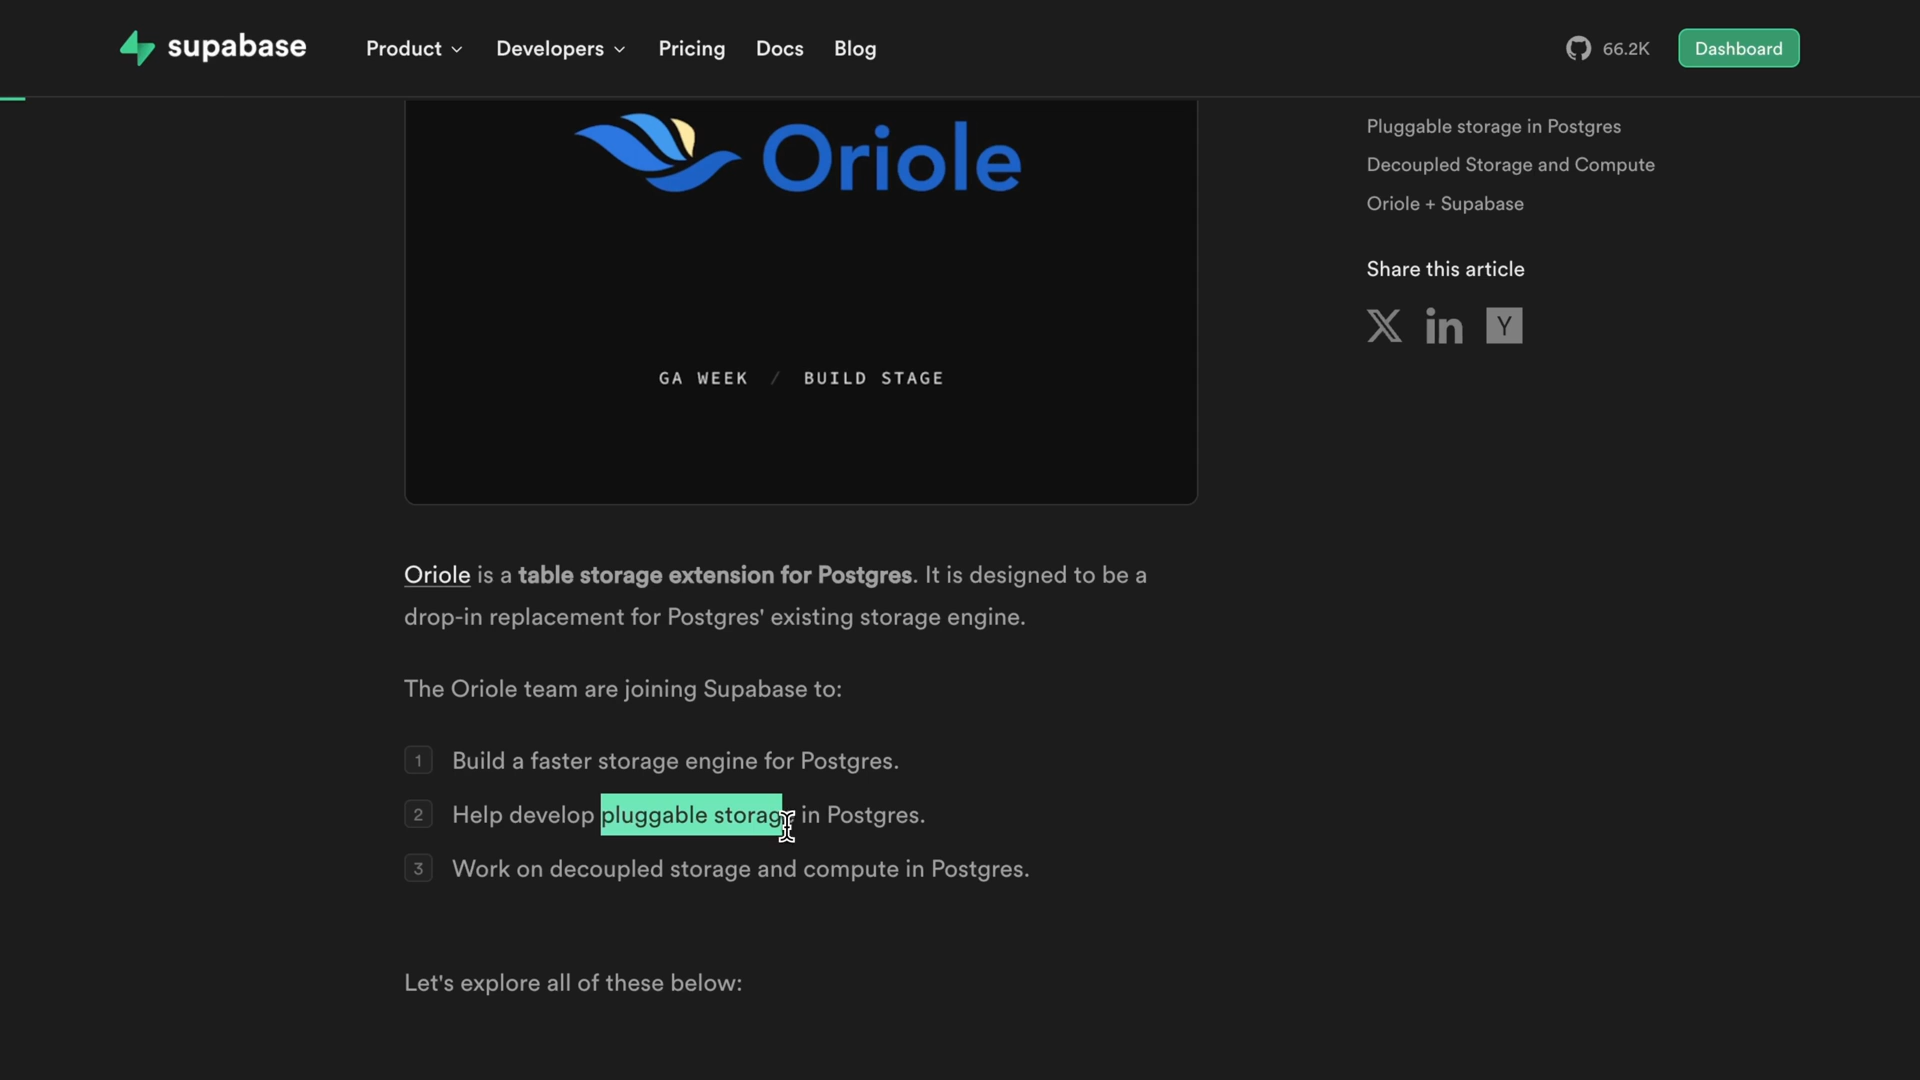 supabase
Product
Developers
Pricing
Docs
Blog
66.2K
Dashboard
Oriole
GA WEEK / BUILD STAGE
Pluggable storage in Postgres
Decoupled Storage and Compute
Oriole + Supabase
Share this article
X
in
Y
Oriole is a table storage extension for Postgres. It is designed to be a
drop-in replacement for Postgres' existing storage engine.
The Oriole team are joining Supabase to:
1 Build a faster storage engine for Postgres.
2 Help develop pluggable storage in Postgres.
3 Work on decoupled storage and compute in Postgres.
Let's explore all of these below: